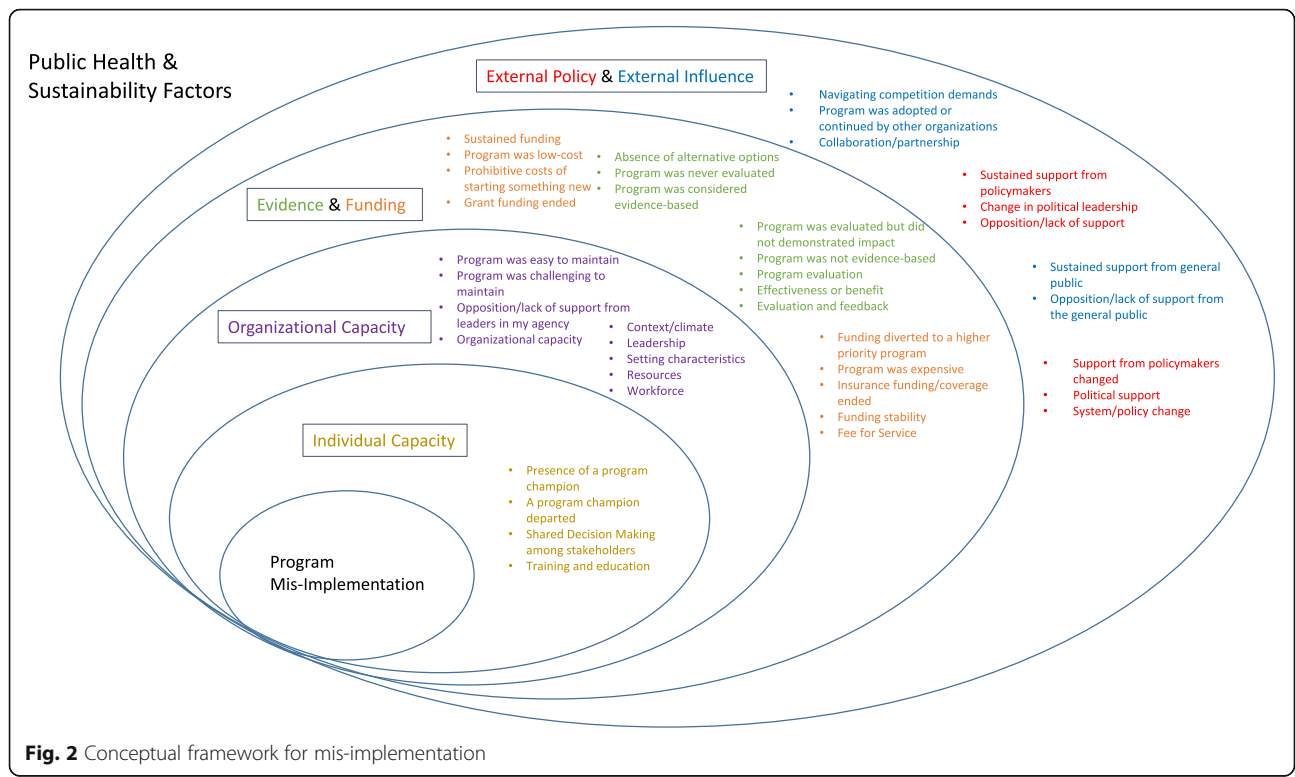 Public Health &
Sustainability Factors
External Policy & External Influence
• Navigating competition demands
• Program was adopted or
continued by other organizations
• Collaboration/partnership
• Sustained support from
policymakers
• Change in political leadership
• Opposition/lack of support
• Sustained support from general
public
• Opposition/lack of support from
the general public
• Support from policymakers
changed
• Political support
• System/policy change
Evidence & Funding
• Sustained funding
• Program was low-cost
• Prohibitive costs of
starting something new
• Grant funding ended
• Absence of alternative options
• Program was never evaluated
• Program was considered
evidence-based
• Program was evaluated but did
not demonstrated impact
• Program was not evidence-based
• Program evaluation
• Effectiveness or benefit
• Evaluation and feedback
• Funding diverted to a higher
priority program
• Program was expensive
• Insurance funding/coverage
ended
• Funding stability
• Fee for Service
Organizational Capacity
• Program was easy to maintain
• Program was challenging to
maintain
• Opposition/lack of support from
leaders in my agency
• Organizational capacity
• Context/climate
• Leadership
• Setting characteristics
• Resources
• Workforce
Individual Capacity
• Presence of a program
champion
• A program champion
departed
• Shared Decision Making
among stakeholders
• Training and education
Program
Mis-Implementation
Fig. 2 Conceptual framework for mis-implementation